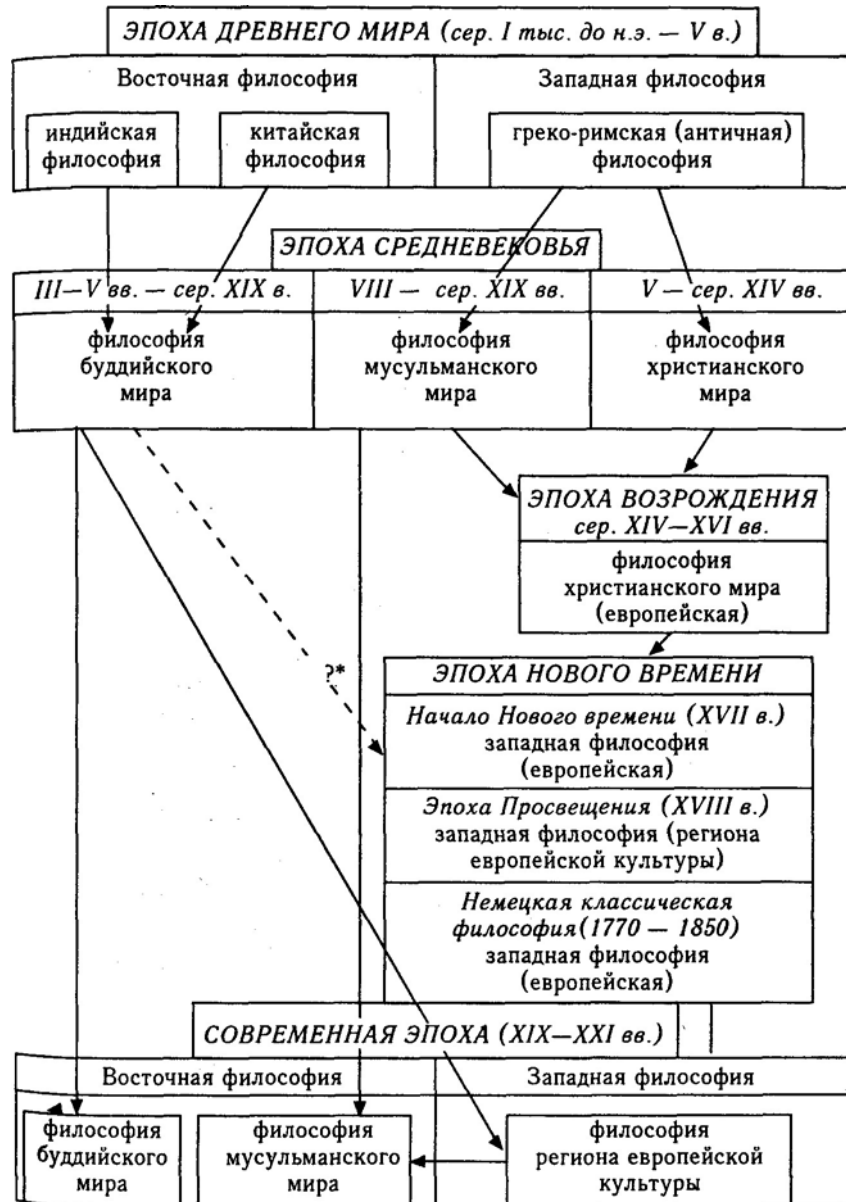 ЭПОХА ДРЕВНЕГО МИРА (сер. I тыс. до н.э. — V в.)
Восточная философия
Западная философия
индийская
философия
китайская
философия
греко-римская (античная)
философия
ЭПОХА СРЕДНЕВЕКОВЬЯ
III—V вв. — сер. XIX в.
VIII — сер. XIX вв.
V — сер. XIV вв.
философия
буддийского
мира
философия
мусульманского
мира
философия
христианского
мира
ЭПОХА ВОЗРОЖДЕНИЯ
сер. XIV—XVI вв.
философия
христианского мира
(европейская)
?*
ЭПОХА НОВОГО ВРЕМЕНИ
Начало Нового времени (XVII в.)
западная философия
(европейская)
Эпоха Просвещения (XVIII в.)
западная философия (региона
европейской культуры)
Немецкая классическая
философия(1770 — 1850)
западная философия
(европейская)
СОВРЕМЕННАЯ ЭПОХА (XIX—XXI вв.)
Восточная философия
Западная философия
философия
буддийского
мира
философия
мусульманского
мира
философия
региона европейской
культуры